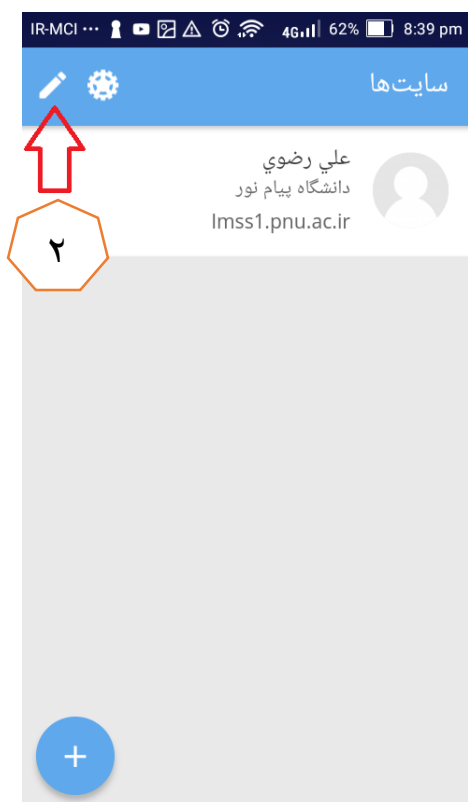 IR-MCI ··· 4G 62% 8:39 pm
سایت‌ها
علي رضوي
دانشگاه پیام نور
lmss1.pnu.ac.ir
۲
+